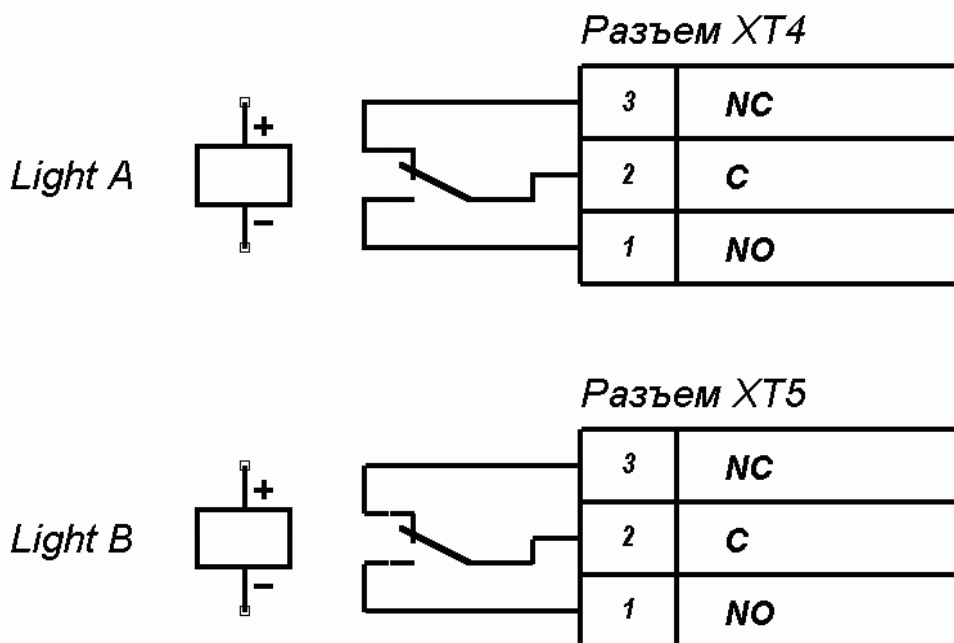 Разъем XT4
3 NC
Light A
+
2 C
−
1 NO
Разъем XT5
3 NC
+
Light B
2 C
−
1 NO